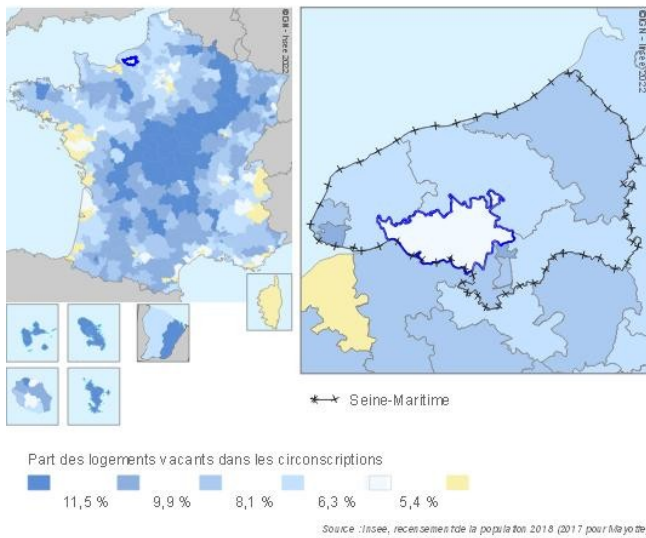 ©IGN - Insee 2022
©IGN - Insee 2022
Seine-Maritime
Part des logements vacants dans les circonscriptions
11,5 % 9,9 % 8,1 % 6,3 % 5,4 %
Source : Insee, recensement de la population 2018 (2017 pour Mayotte